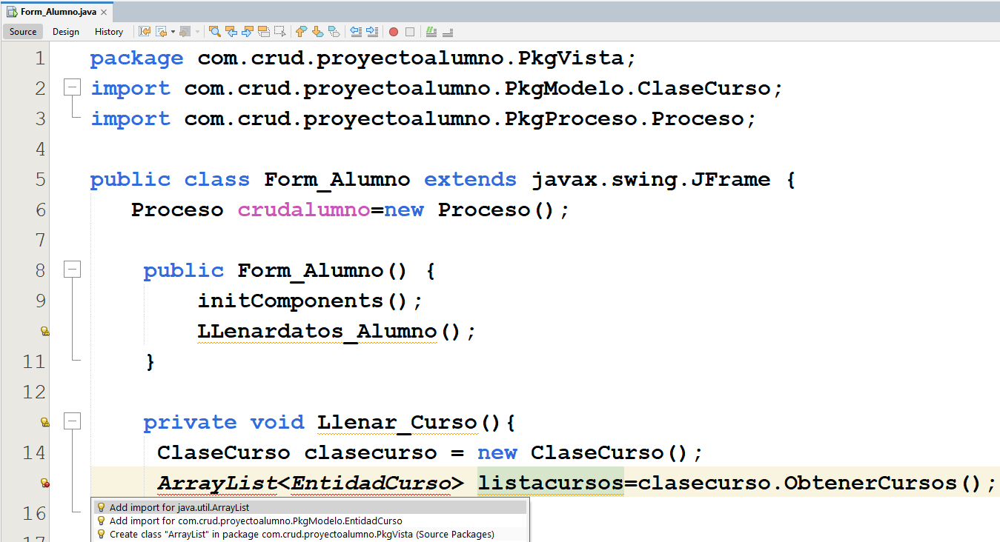 Form_Alumno.java
Source Design History
1 package com.crud.proyectoalumno.PkgVista;
2 import com.crud.proyectoalumno.PkgModelo.ClaseCurso;
3 import com.crud.proyectoalumno.PkgProceso.Proceso;
4
5 public class Form_Alumno extends javax.swing.JFrame {
6 Proceso crudalumno=new Proceso();
7
8 public Form_Alumno() {
9 initComponents();
LLenardatos_Alumno();
11 }
12
private void Llenar_Curso(){
14 ClaseCurso clasecurso = new ClaseCurso();
ArrayList<EntidadCurso> listacursos=clasecurso.ObtenerCursos();
16
Add import for java.util.ArrayList
Add import for com.crud.proyectoalumno.PkgModelo.EntidadCurso
Create class "ArrayList" in package com.crud.proyectoalumno.PkgVista (Source Packages)